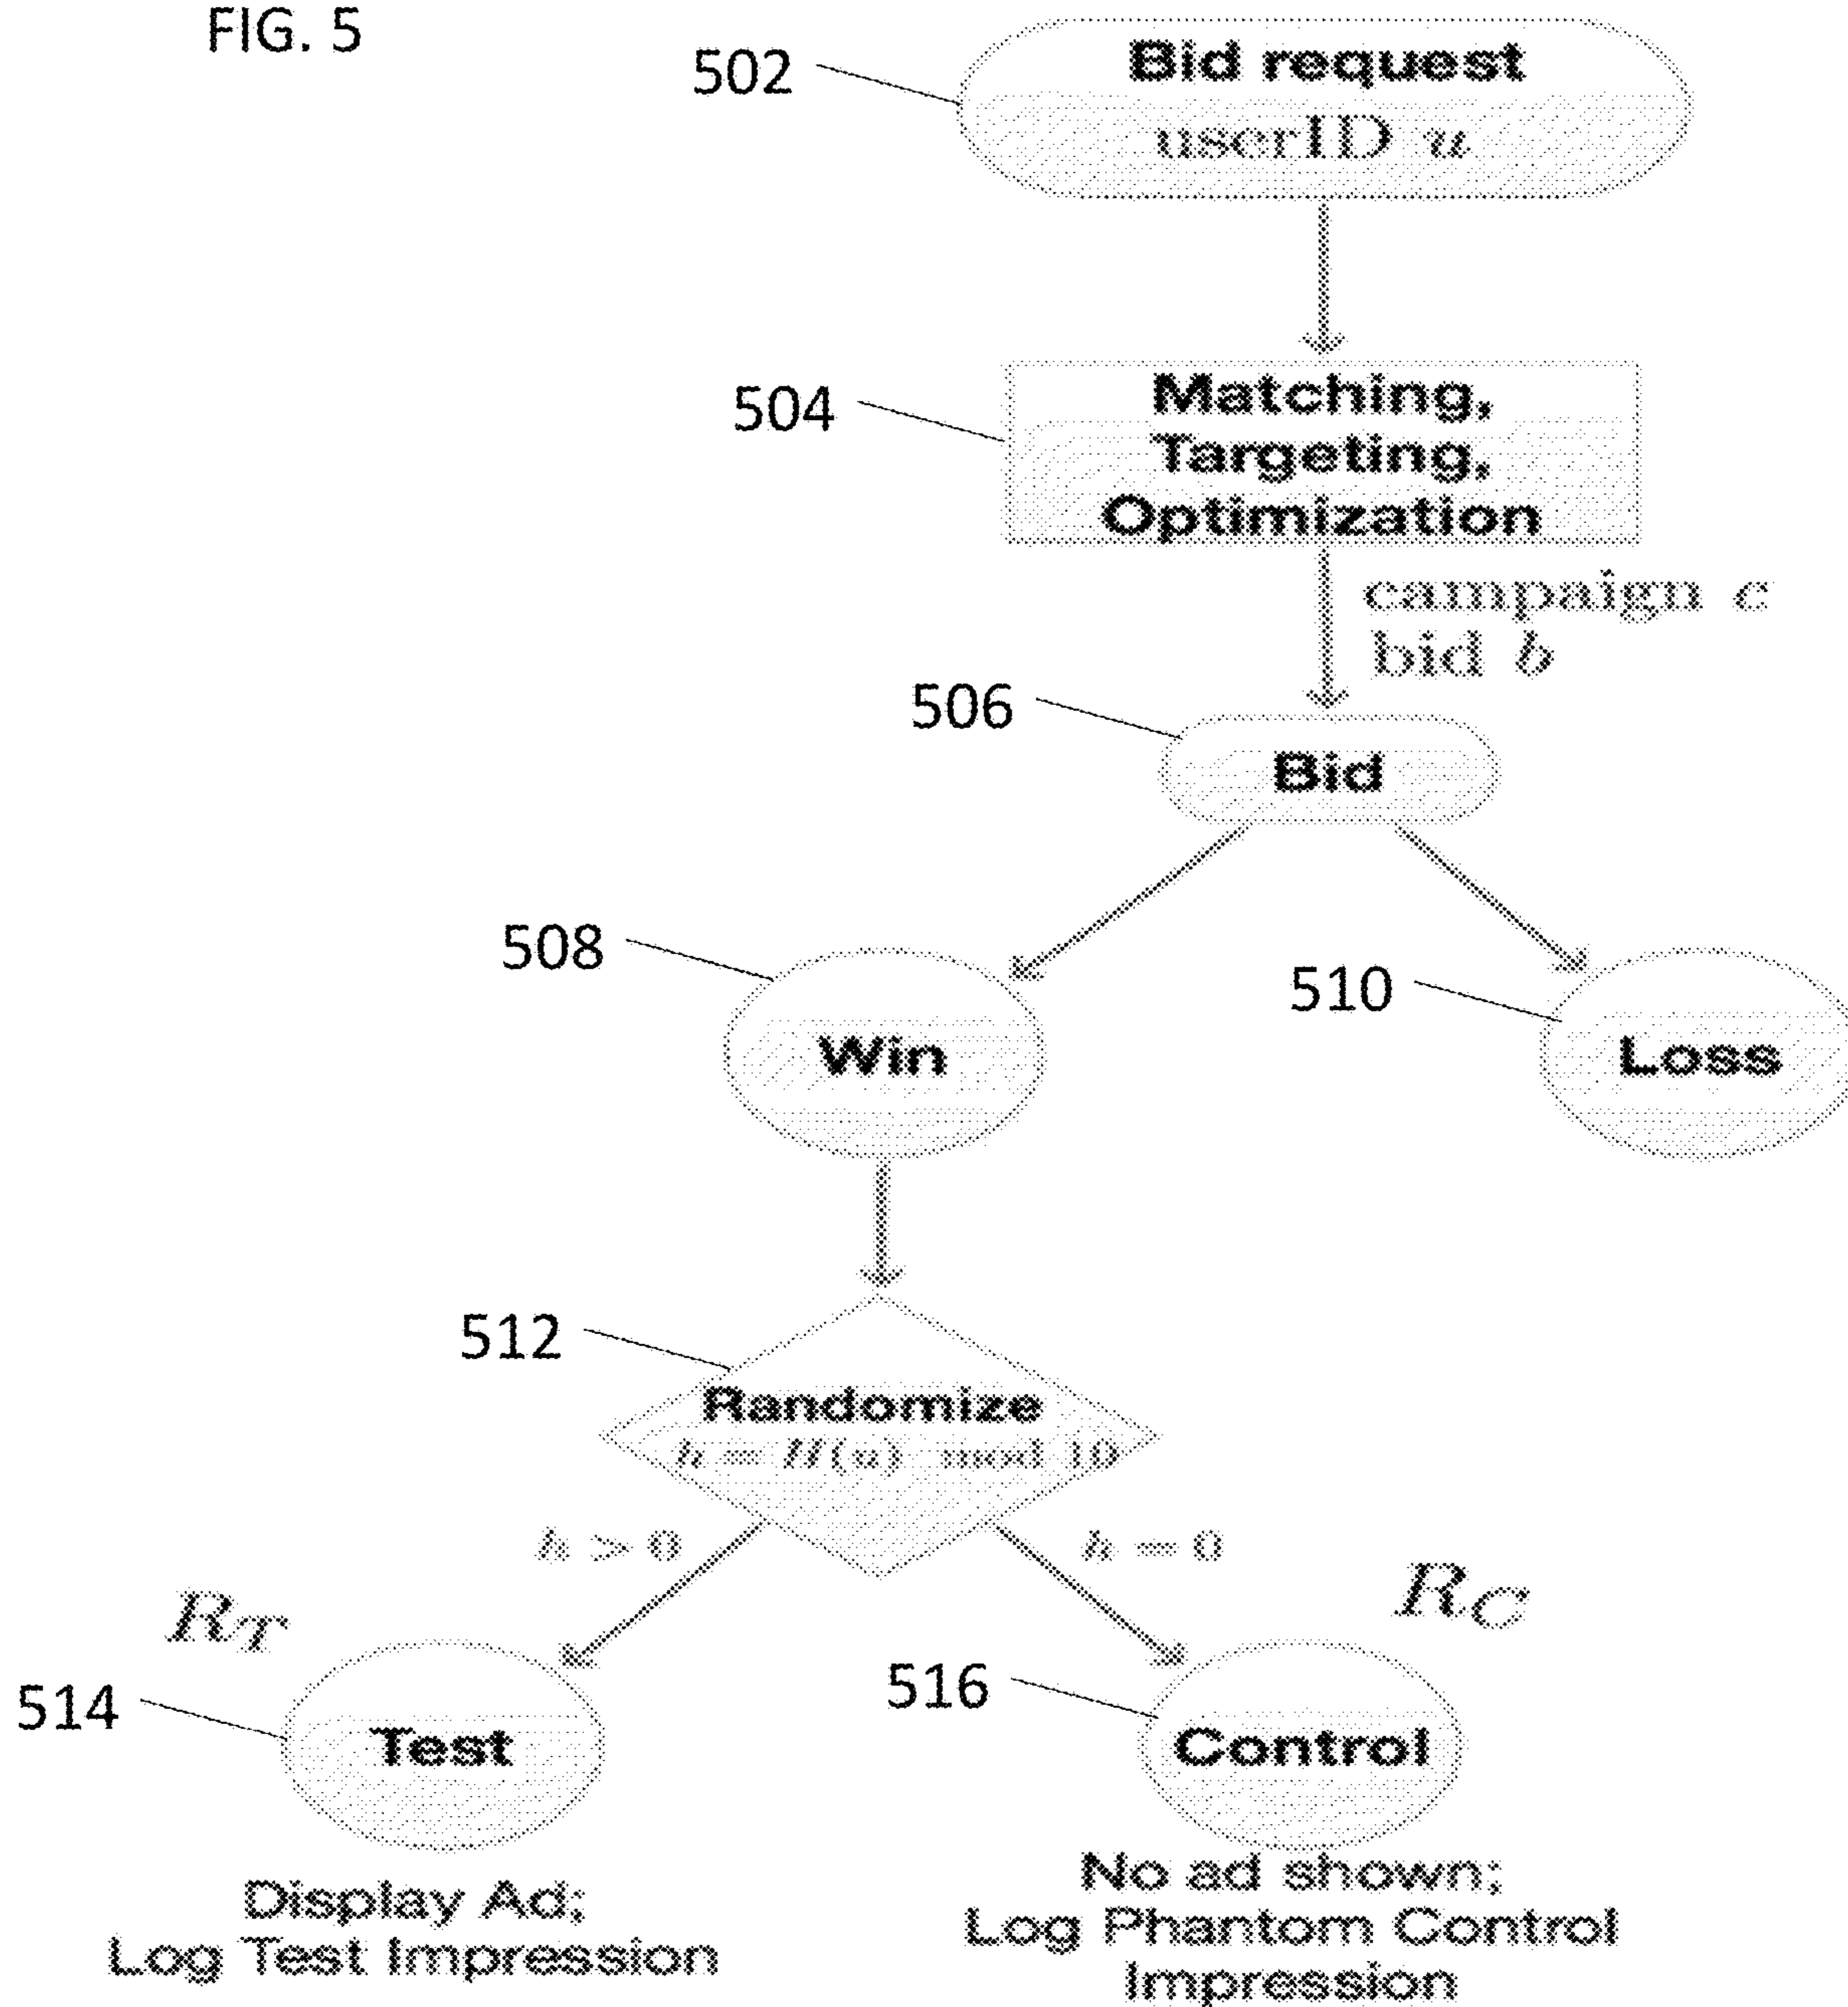 FIG. 5
502
Bid request
userID u
504
Matching,
Targeting,
Optimization
campaign c
bid b
506
Bid
508
Win
510
Loss
512
Randomize
h = H(u) mod 10
h > 0
h = 0
R_T
R_C
514
Test
516
Control
Display Ad;
Log Test Impression
No ad shown;
Log Phantom Control
Impression